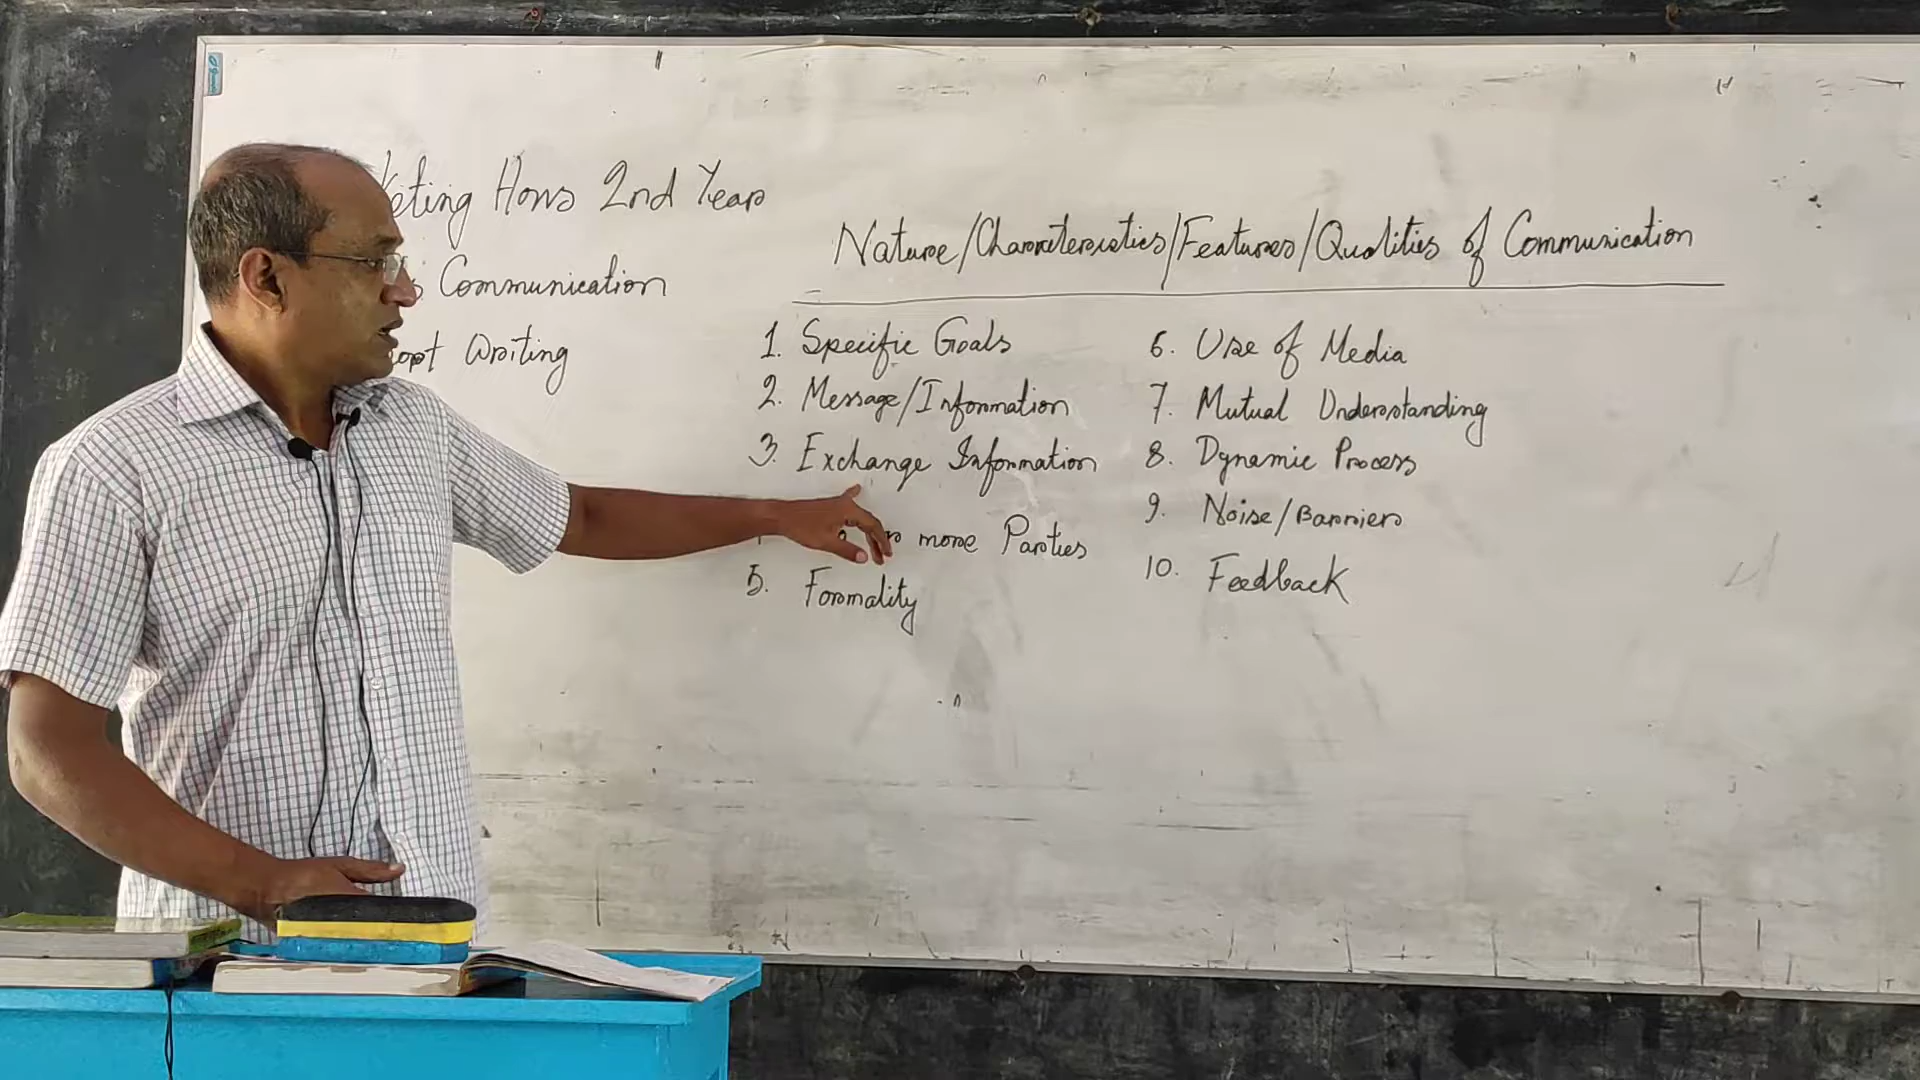 Hons 2nd Year
Communication
Writing
Nature/Characteristics/Features/Qualities of Communication
1. Specific Goals
2. Message/Information
3. Exchange Information
or more Parties
5. Formality
6. Use of Media
7. Mutual Understanding
8. Dynamic Process
9. Noise/Barrier
10. Feedback